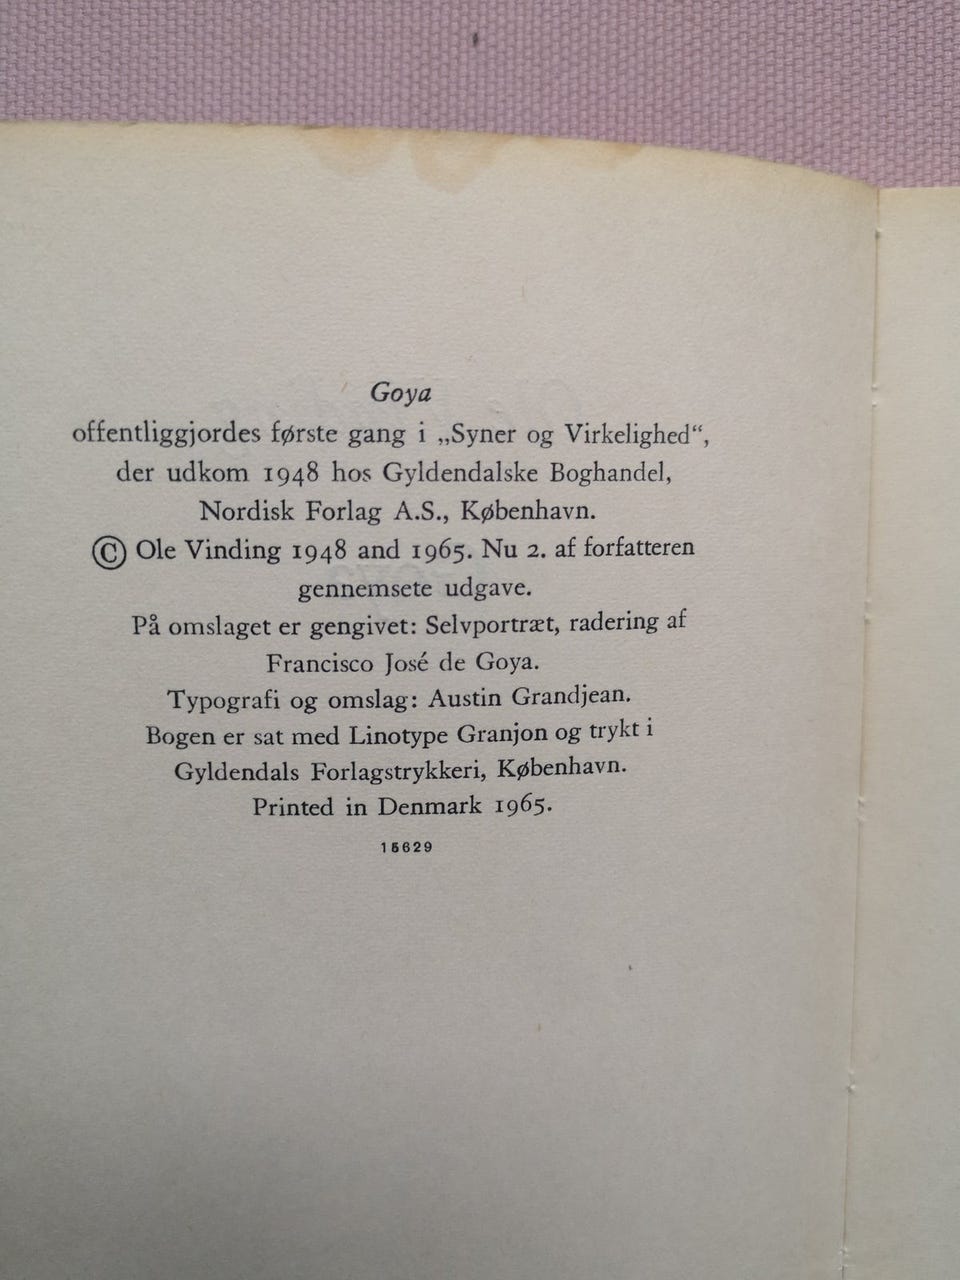 Goya
offentliggjordes første gang i „Syner og Virkelighed“,
der udkom 1948 hos Gyldendalske Boghandel,
Nordisk Forlag A.S., København.
© Ole Vinding 1948 and 1965. Nu 2. af forfatteren
gennemsete udgave.
På omslaget er gengivet: Selvportræt, radering af
Francisco José de Goya.
Typografi og omslag: Austin Grandjean.
Bogen er sat med Linotype Granjon og trykt i
Gyldendals Forlagstrykkeri, København.
Printed in Denmark 1965.
15629